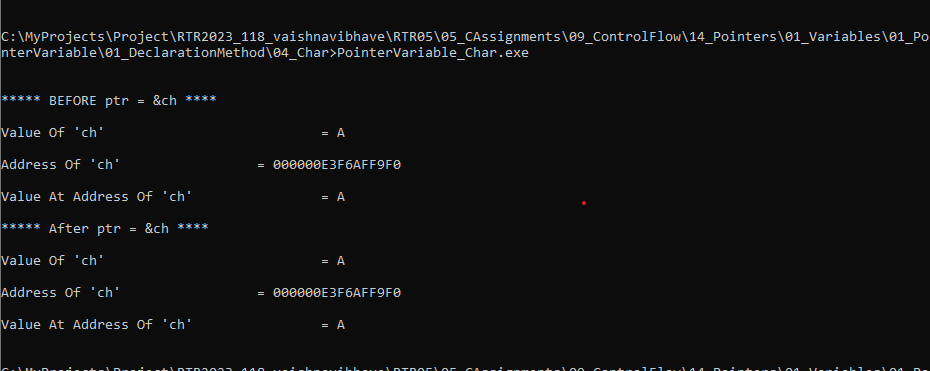 C:\MyProjects\Project\RTR2023_118_vaishnavibhave\RTR05\05_CAssignments\09_ControlFlow\14_Pointers\01_Variables\01_Po
nterVariable\01_DeclarationMethod\04_Char>PointerVariable_Char.exe
***** BEFORE ptr = &ch ****
Value Of 'ch' = A
Address Of 'ch' = 000000E3F6AFF9F0
Value At Address Of 'ch' = A
***** After ptr = &ch ****
Value Of 'ch' = A
Address Of 'ch' = 000000E3F6AFF9F0
Value At Address Of 'ch' = A